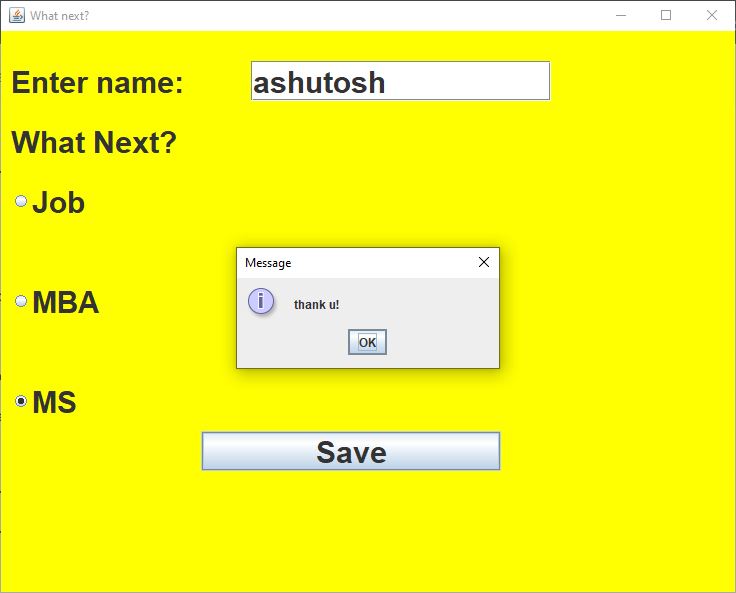 What next?
Enter name: ashutosh
What Next?
Job
Message
thank u!
MBA
OK
MS
Save